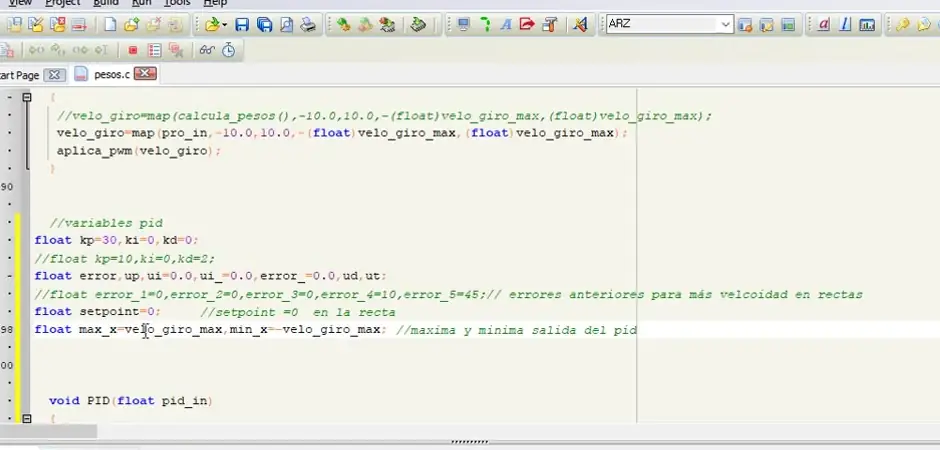 View Project Build Run Tools Help
ARZ
Start Page pesos.c
{
//velo_giro=map(calcula_pesos(),-10.0,10.0,-(float)velo_giro_max,(float)velo_giro_max);
velo_giro=map(pro_in,-10.0,10.0,-(float)velo_giro_max,(float)velo_giro_max);
aplica_pwm(velo_giro);
}
90
//variables pid
float kp=30,ki=0,kd=0;
//float kp=10,ki=0,kd=2;
float error,up,ui=0.0,ui_=0.0,error_=0.0,ud,ut;
//float error_1=0,error_2=0,error_3=0,error_4=10,error_5=45;// errores anteriores para más velcoidad en rectas
float setpoint=0; //setpoint =0 en la recta
98 float max_x=velo_giro_max,min_x=-velo_giro_max; //maxima y minima salida del pid
00
void PID(float pid_in)
{